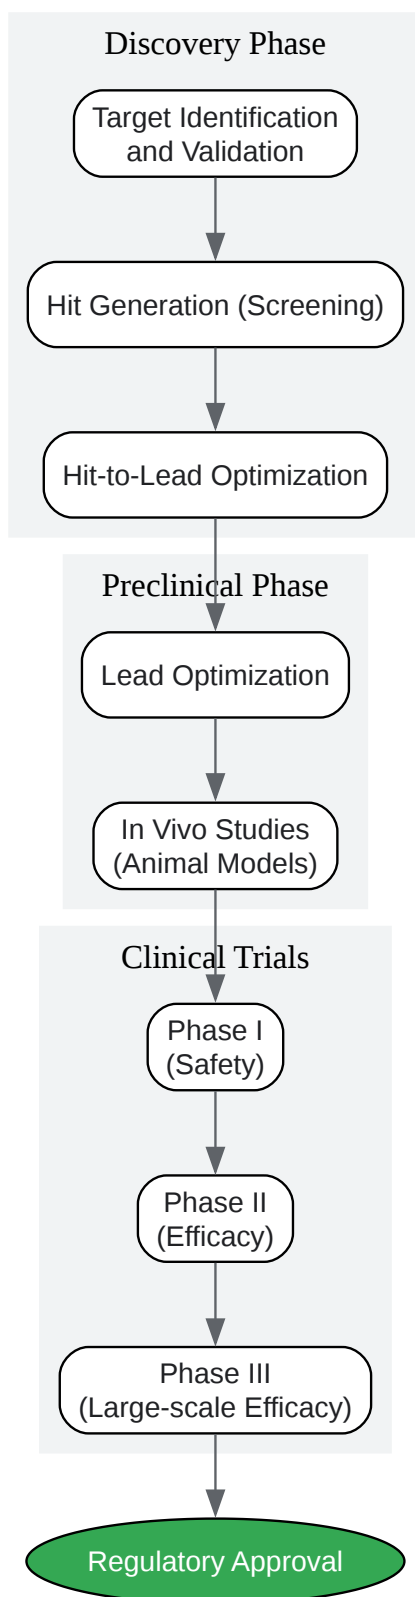 Discovery Phase
Target Identification
and Validation
Hit Generation (Screening)
Hit-to-Lead Optimization
Preclinical Phase
Lead Optimization
In Vivo Studies
(Animal Models)
Clinical Trials
Phase I
(Safety)
Phase II
(Efficacy)
Phase III
(Large-scale Efficacy)
Regulatory Approval